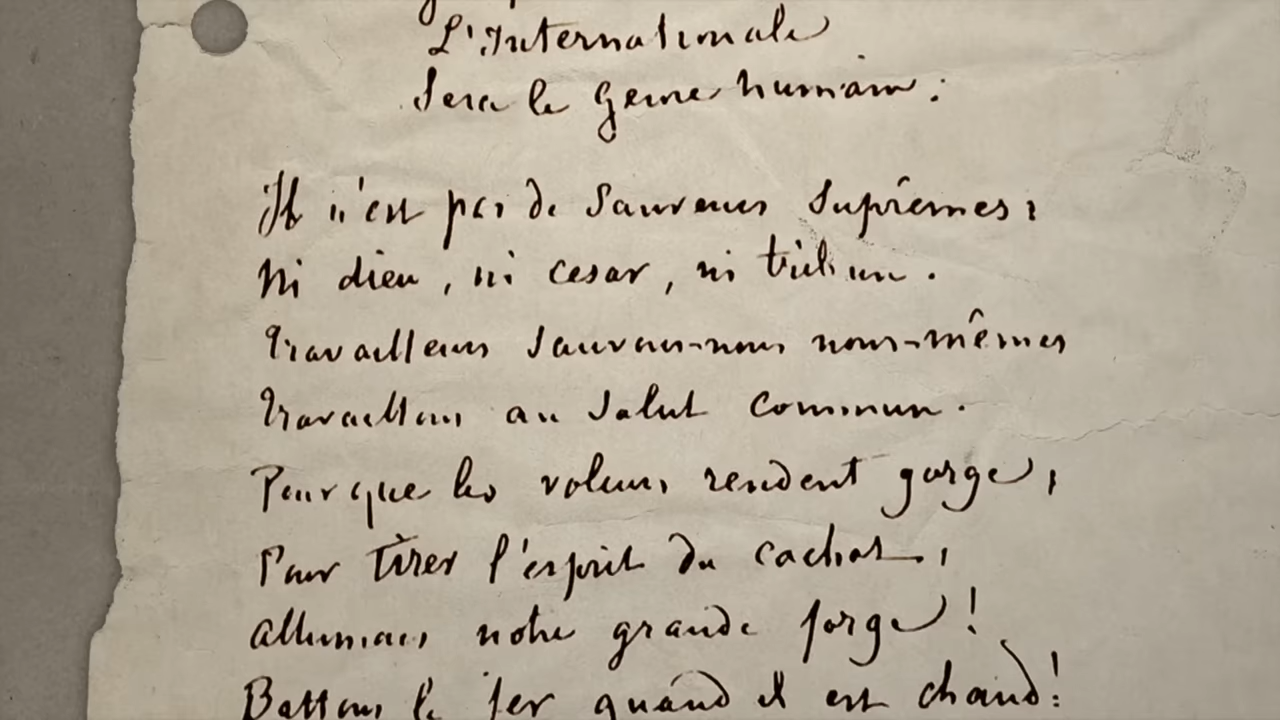 L'Internationale
Sera le genre humain :
Il n'est pas de Sauveurs Suprêmes,
Ni dieu, ni cesar, ni tribun.
Travailleurs Sauvons-nous nous-mêmes
Travaillons au Salut Commun.
Pour que les voleurs rendent gorge,
Pour tirer l'esprit du cachot,
allumons notre grande forge !
Battons le fer quand il est chaud !